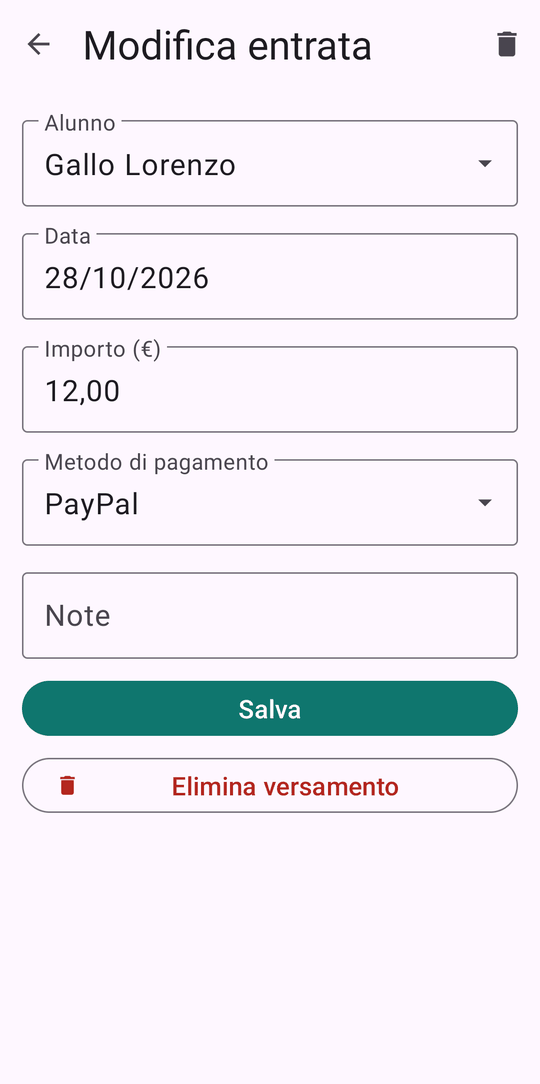 Modifica entrata
Alunno
Gallo Lorenzo
Data
28/10/2026
Importo (€)
12,00
Metodo di pagamento
PayPal
Note
Salva
Elimina versamento